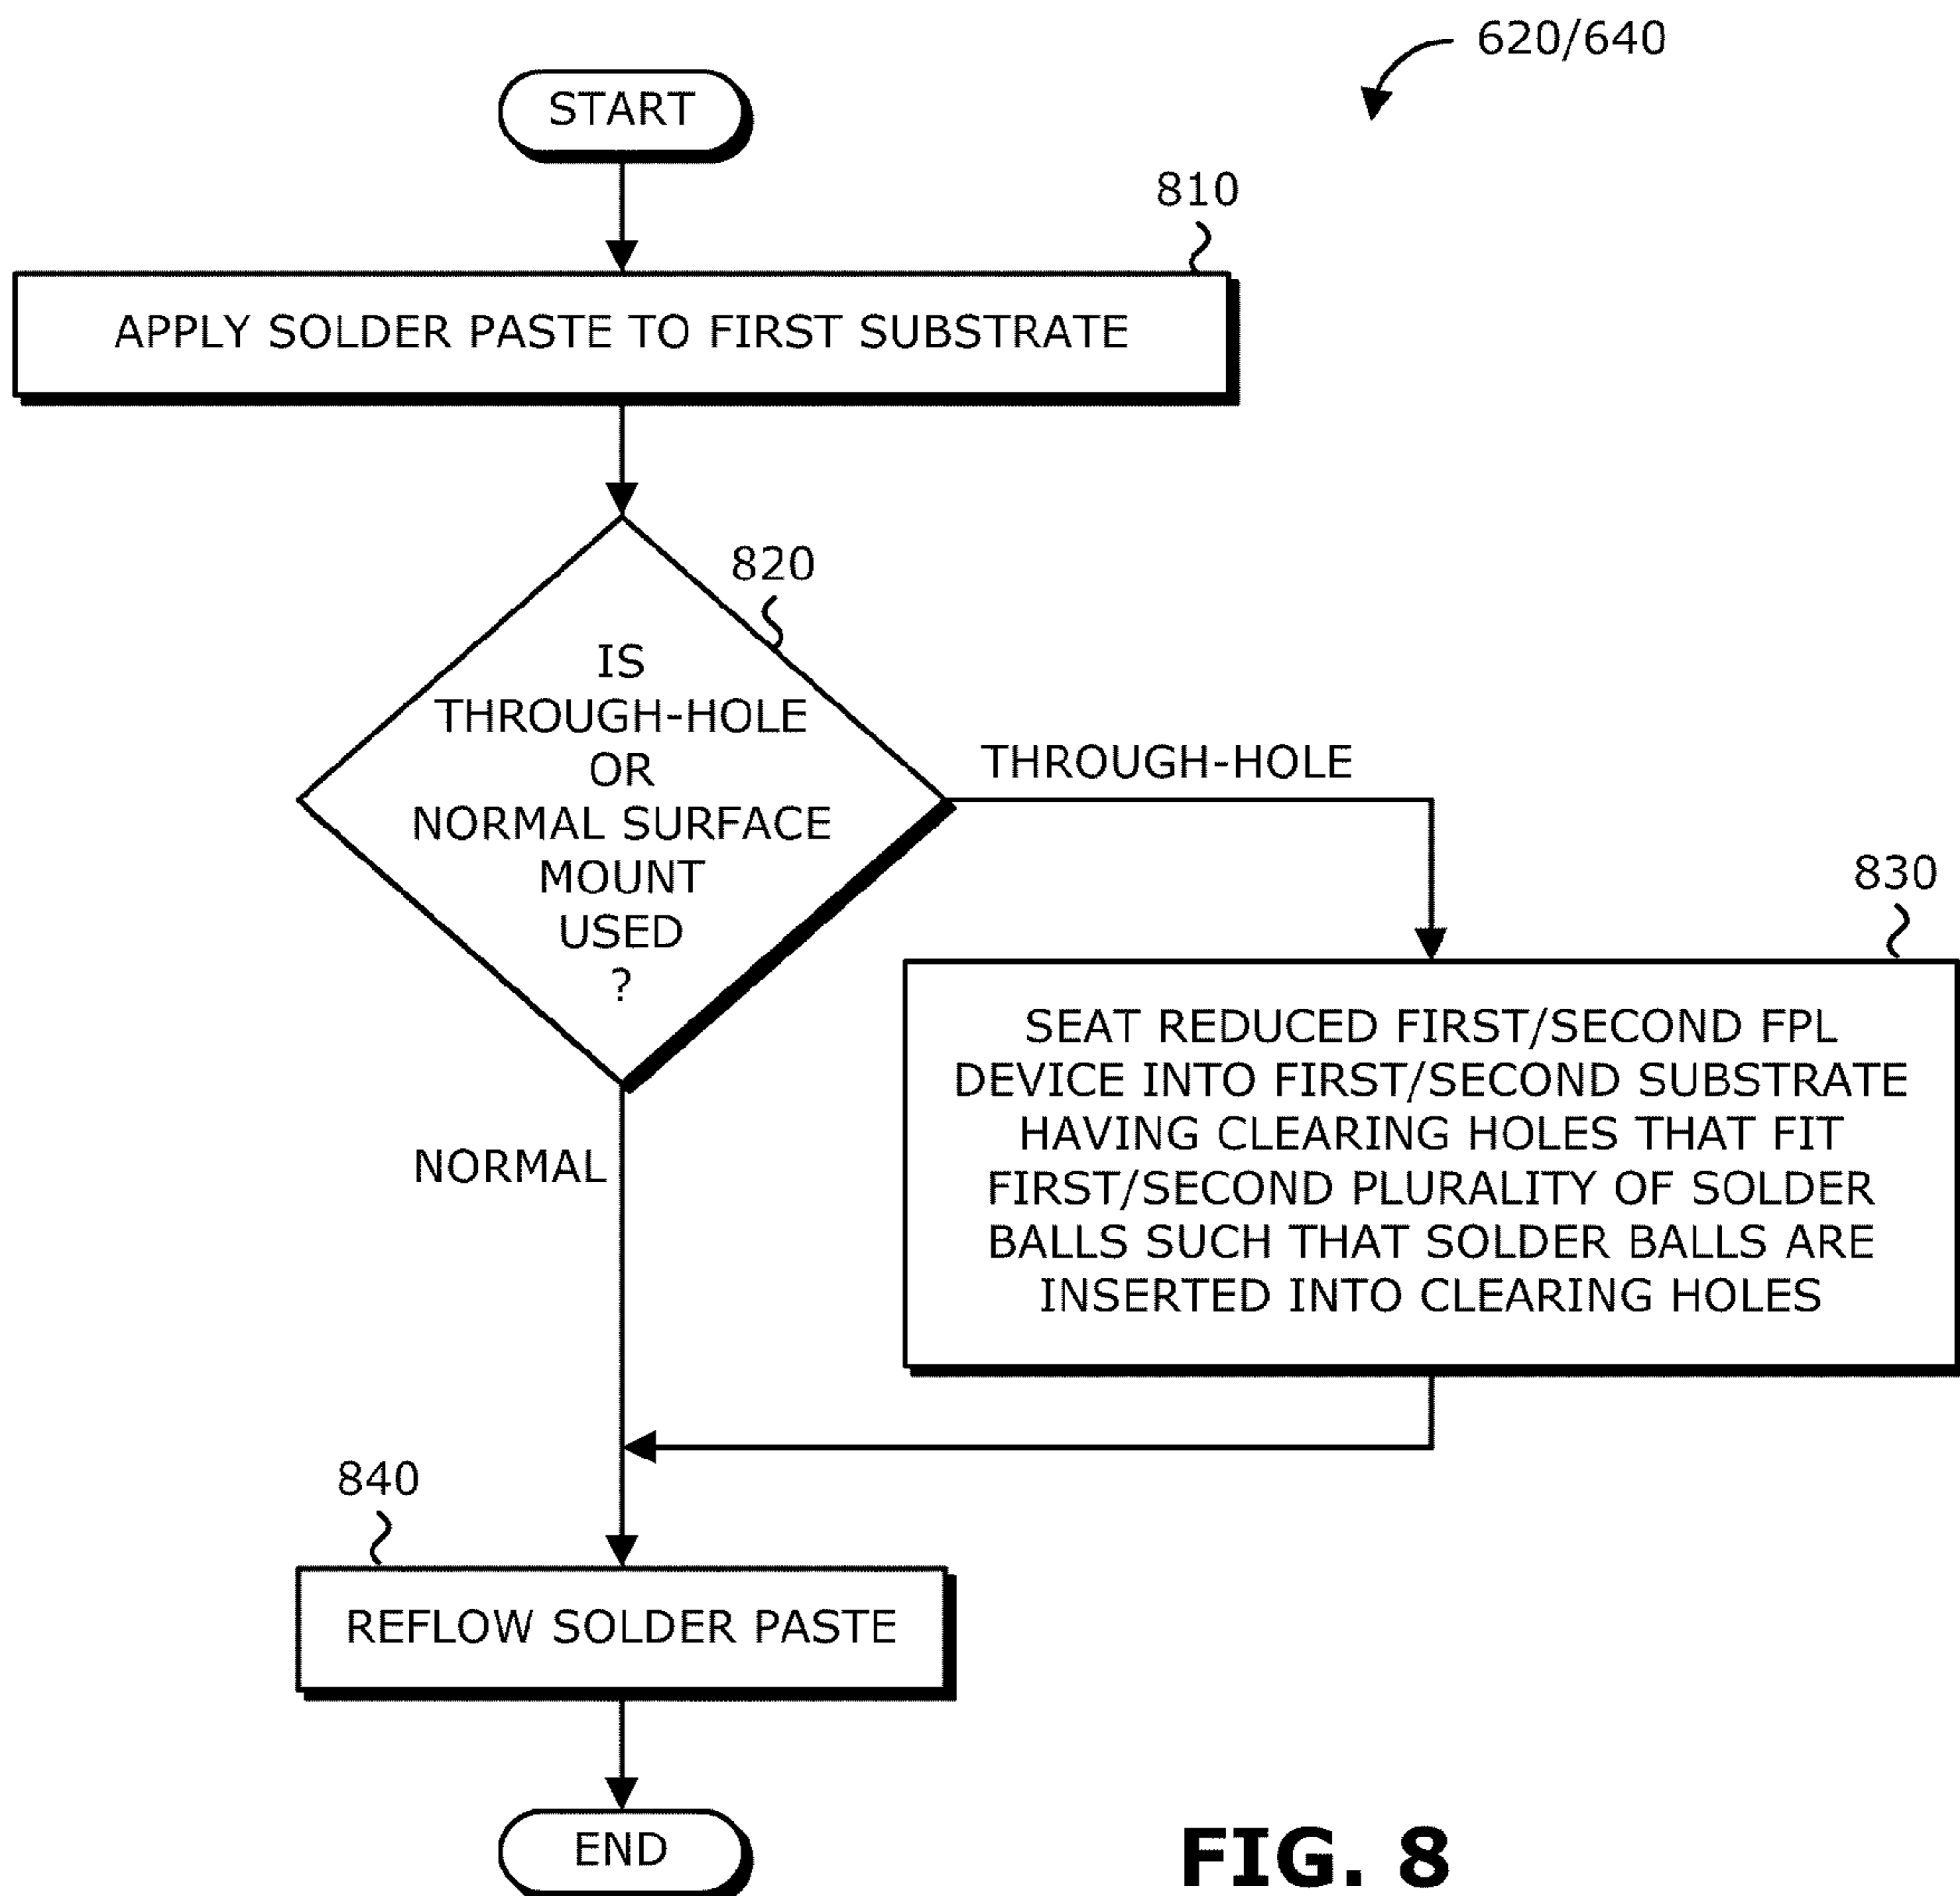 620/640
START
810
APPLY SOLDER PASTE TO FIRST SUBSTRATE
820
IS
THROUGH-HOLE
OR
NORMAL SURFACE
MOUNT
USED
?
THROUGH-HOLE
830
SEAT REDUCED FIRST/SECOND FPL
DEVICE INTO FIRST/SECOND SUBSTRATE
HAVING CLEARING HOLES THAT FIT
FIRST/SECOND PLURALITY OF SOLDER
BALLS SUCH THAT SOLDER BALLS ARE
INSERTED INTO CLEARING HOLES
NORMAL
840
REFLOW SOLDER PASTE
END
FIG. 8